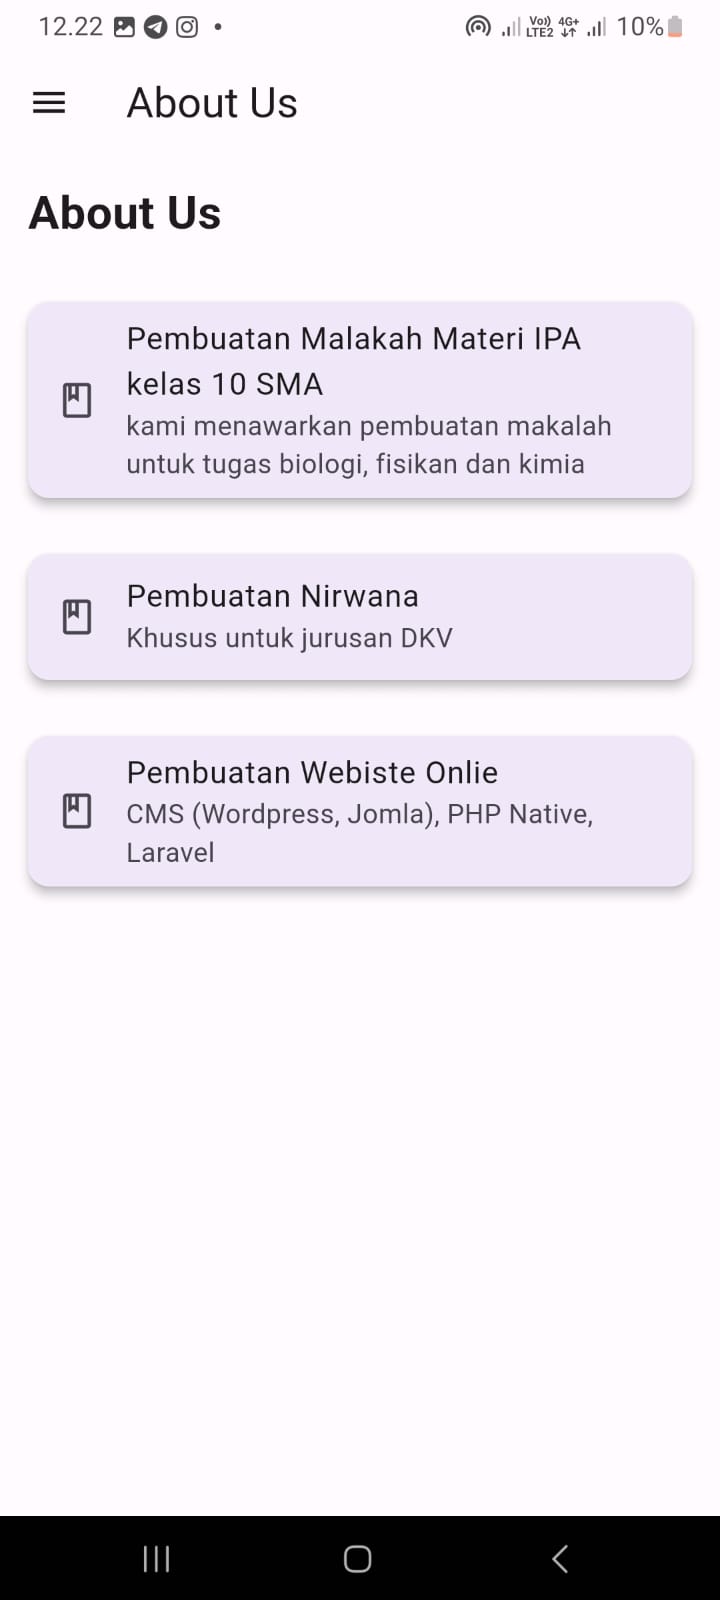 12.22
Vo)) 4G+ 10%
LTE2
About Us
About Us
Pembuatan Malakah Materi IPA
kelas 10 SMA
kami menawarkan pembuatan makalah
untuk tugas biologi, fisikan dan kimia
Pembuatan Nirwana
Khusus untuk jurusan DKV
Pembuatan Webiste Onlie
CMS (Wordpress, Jomla), PHP Native,
Laravel